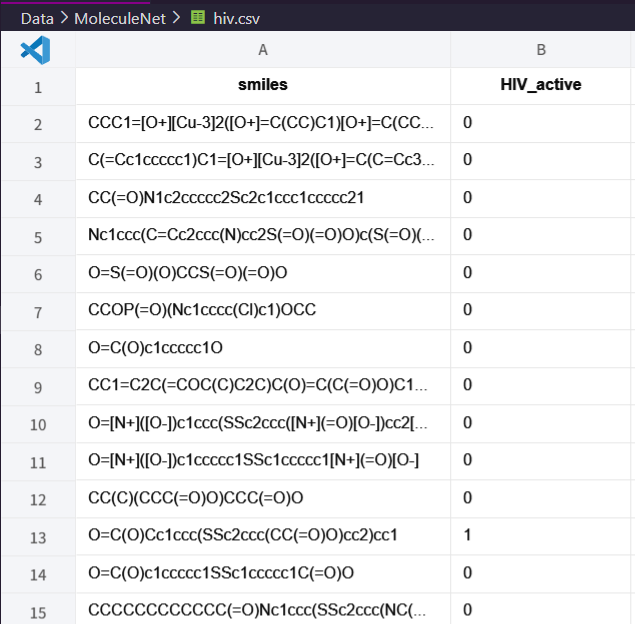 Data > MoleculeNet > hiv.csv
A B
1 smiles HIV_active
2 CCC1=[O+][Cu-3]2([O+]=C(CC)C1)[O+]=C(CC... 0
3 C(=Cc1ccccc1)C1=[O+][Cu-3]2([O+]=C(C=Cc3... 0
4 CC(=O)N1c2ccccc2Sc2c1ccc1ccccc21 0
5 Nc1ccc(C=Cc2ccc(N)cc2S(=O)(=O)O)c(S(=O)(... 0
6 O=S(=O)(O)CCS(=O)(=O)O 0
7 CCOP(=O)(Nc1cccc(Cl)c1)OCC 0
8 O=C(O)c1ccccc1O 0
9 CC1=C2C(=COC(C)C2C)C(O)=C(C(=O)O)C1... 0
10 O=[N+]([O-])c1ccc(SSc2ccc([N+](=O)[O-])cc2[... 0
11 O=[N+]([O-])c1ccccc1SSc1ccccc1[N+](=O)[O-] 0
12 CC(C)(CCC(=O)O)CCC(=O)O 0
13 O=C(O)Cc1ccc(SSc2ccc(CC(=O)O)cc2)cc1 1
14 O=C(O)c1ccccc1SSc1ccccc1C(=O)O 0
15 CCCCCCCCCCCC(=O)Nc1ccc(SSc2ccc(NC(... 0